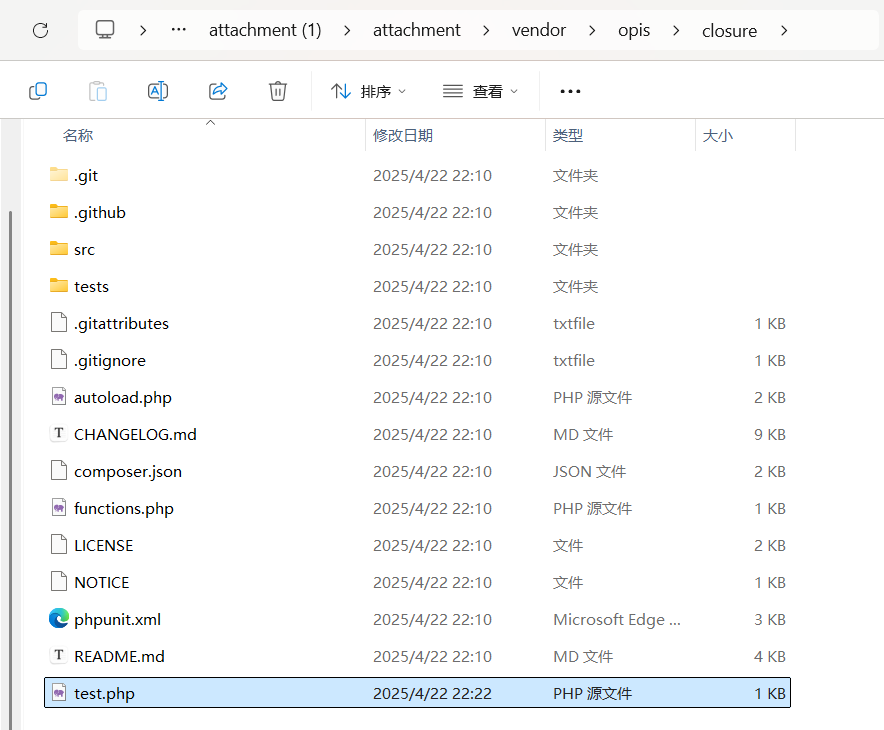 attachment (1) > attachment > vendor > opis > closure >
排序 查看
名称 修改日期 类型 大小
.git 2025/4/22 22:10 文件夹
.github 2025/4/22 22:10 文件夹
src 2025/4/22 22:10 文件夹
tests 2025/4/22 22:10 文件夹
.gitattributes 2025/4/22 22:10 txtfile 1 KB
.gitignore 2025/4/22 22:10 txtfile 1 KB
autoload.php 2025/4/22 22:10 PHP 源文件 2 KB
CHANGELOG.md 2025/4/22 22:10 MD 文件 9 KB
composer.json 2025/4/22 22:10 JSON 文件 2 KB
functions.php 2025/4/22 22:10 PHP 源文件 1 KB
LICENSE 2025/4/22 22:10 文件 2 KB
NOTICE 2025/4/22 22:10 文件 1 KB
phpunit.xml 2025/4/22 22:10 Microsoft Edge ... 3 KB
README.md 2025/4/22 22:10 MD 文件 4 KB
test.php 2025/4/22 22:22 PHP 源文件 1 KB